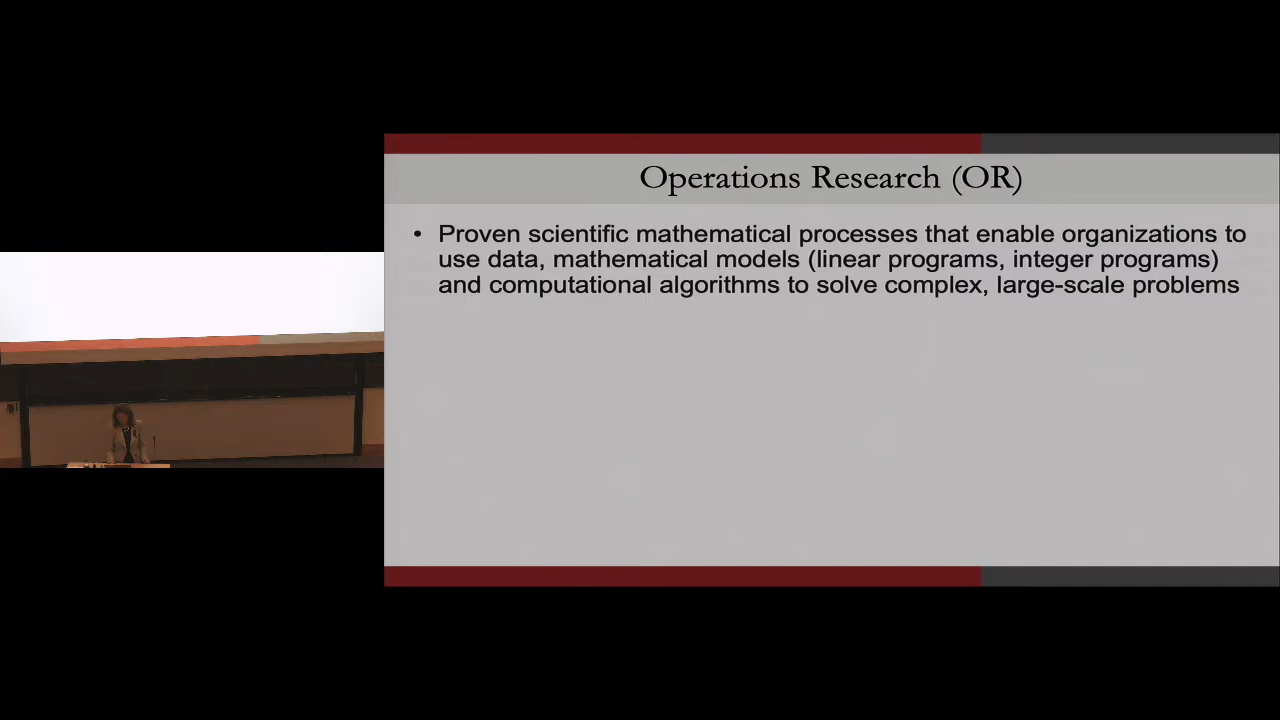 Operations Research (OR)
• Proven scientific mathematical processes that enable organizations to
use data, mathematical models (linear programs, integer programs)
and computational algorithms to solve complex, large-scale problems